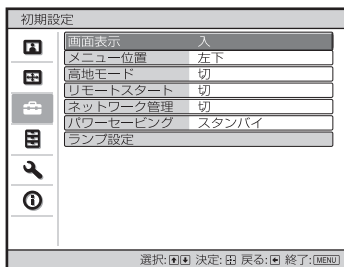 初期設定
画面表示 入
メニュー位置 左下
高地モード 切
リモートスタート 切
ネットワーク管理 切
パワーセービング スタンバイ
ランプ設定
選択: 決定: 戻る: 終了:MENU